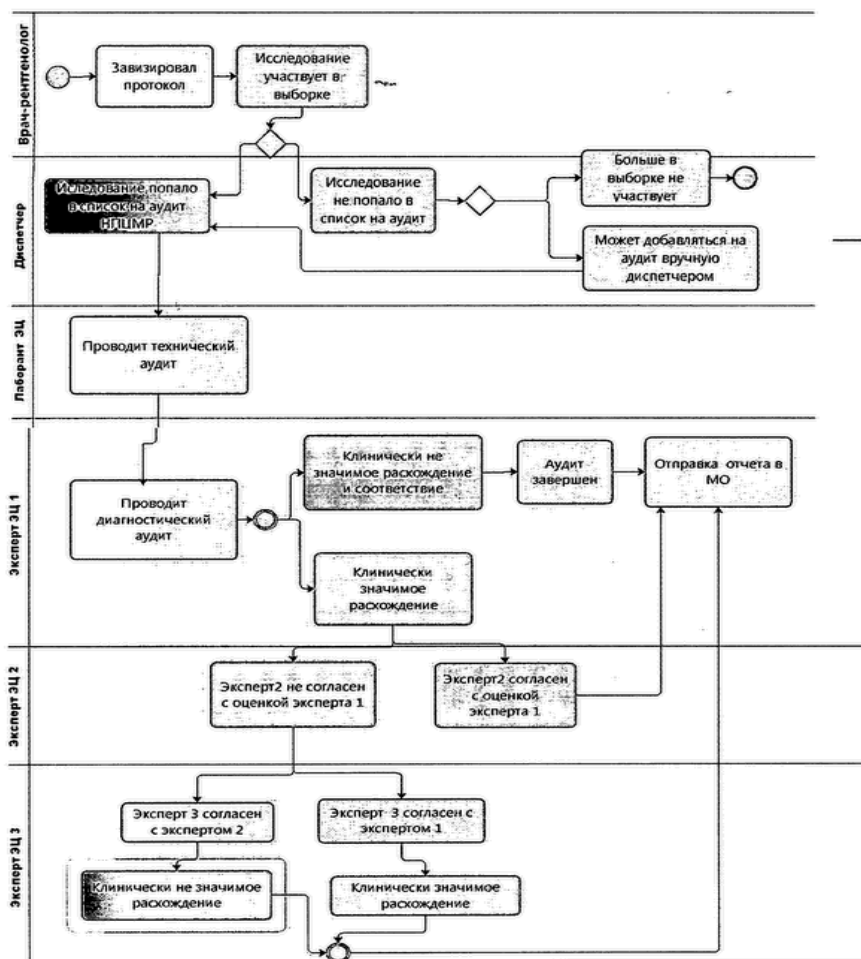 Врач-рентгенолог
Завизировал
протокол
Исследование
участвует в
выборке
Диспетчер
Иследование попало
в список на аудит
НПЦМР
Исследование
не попало в
список на аудит
Больше в
выборке не
участвует
Может добавляться на
аудит вручную
диспетчером
Лаборант ЭЦ
Проводит технический
аудит
Эксперт ЭЦ 1
Проводит
диагностический
аудит
Клинически не
значимое расхождение
и соответствие
Аудит
завершен
Отправка отчета в
МО
Клинически
значимое
расхождение
Эксперт ЭЦ 2
Эксперт2 не согласен
с оценкой эксперта 1
Эксперт2 согласен
с оценкой
эксперта 1
Эксперт ЭЦ 3
Эксперт 3 согласен
с экспертом 2
Эксперт 3 согласен с
экспертом 1
Клинически не значимое
расхождение
Клинически значимое
расхождение